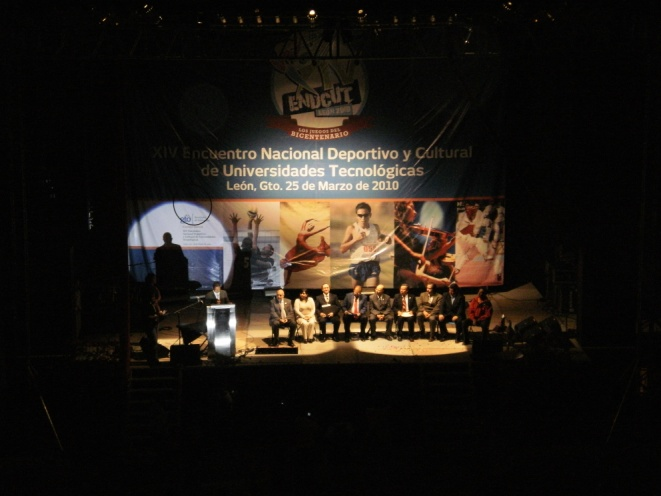 ENDCUT
LOS JUEGOS DEL
BICENTENARIO
XIV Encuentro Nacional Deportivo y Cultural
de Universidades Tecnológicas
León, Gto. 25 de Marzo de 2010